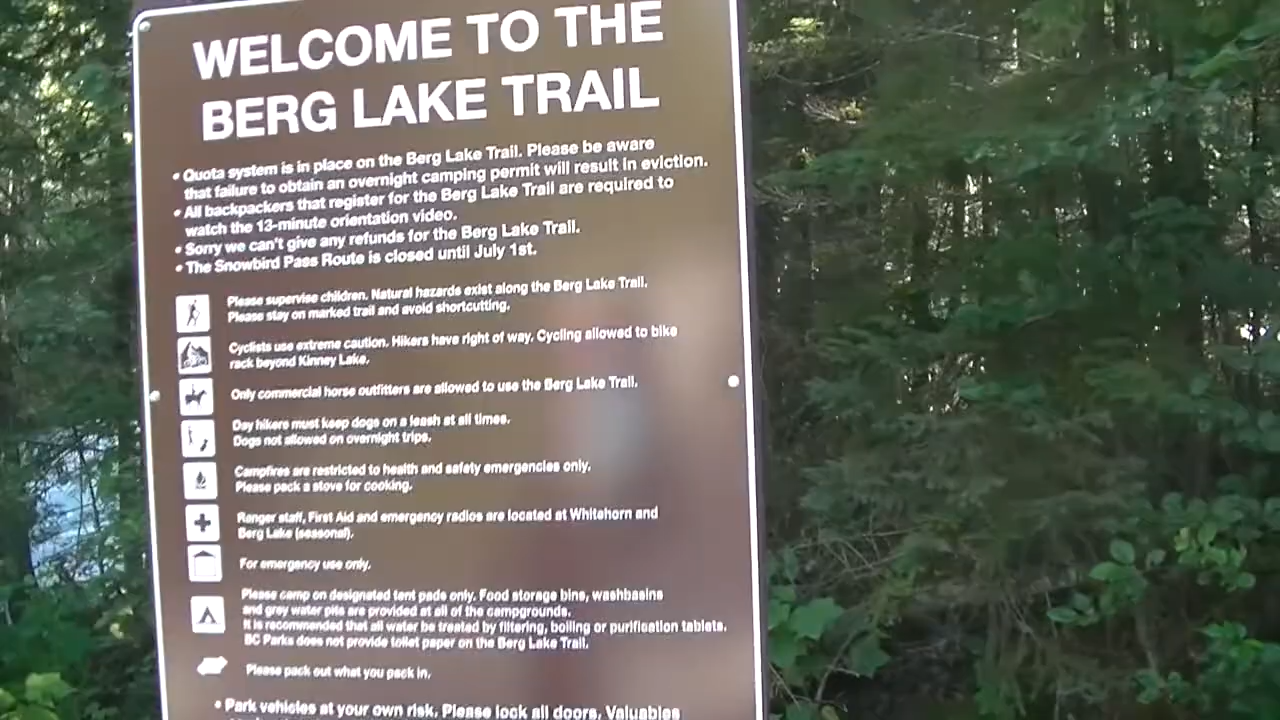 WELCOME TO THE
BERG LAKE TRAIL
• Quota system is in place on the Berg Lake Trail. Please be aware
that failure to obtain an overnight camping permit will result in eviction.
• All backpackers that register for the Berg Lake Trail are required to
watch the 13-minute orientation video.
• Sorry we can't give any refunds for the Berg Lake Trail.
• The Snowbird Pass Route is closed until July 1st.
Please supervise children. Natural hazards exist along the Berg Lake Trail.
Please stay on marked trail and avoid shortcutting.
Cyclists use extreme caution. Hikers have right of way. Cycling allowed to bike
rack beyond Kinney Lake.
Only commercial horse outfitters are allowed to use the Berg Lake Trail.
Day hikers must keep dogs on a leash at all times.
Dogs not allowed on overnight trips.
Campfires are restricted to health and safety emergencies only.
Please pack a stove for cooking.
Ranger staff, First Aid and emergency radios are located at Whitehorn and
Berg Lake (seasonal).
For emergency use only.
Please camp on designated tent pads only. Food storage bins, washbasins
and grey water pits are provided at all of the campgrounds.
It is recommended that all water be treated by filtering, boiling or purification tablets.
BC Parks does not provide toilet paper on the Berg Lake Trail.
Please pack out what you pack in.
• Park vehicles at your own risk. Please lock all doors. Valuables